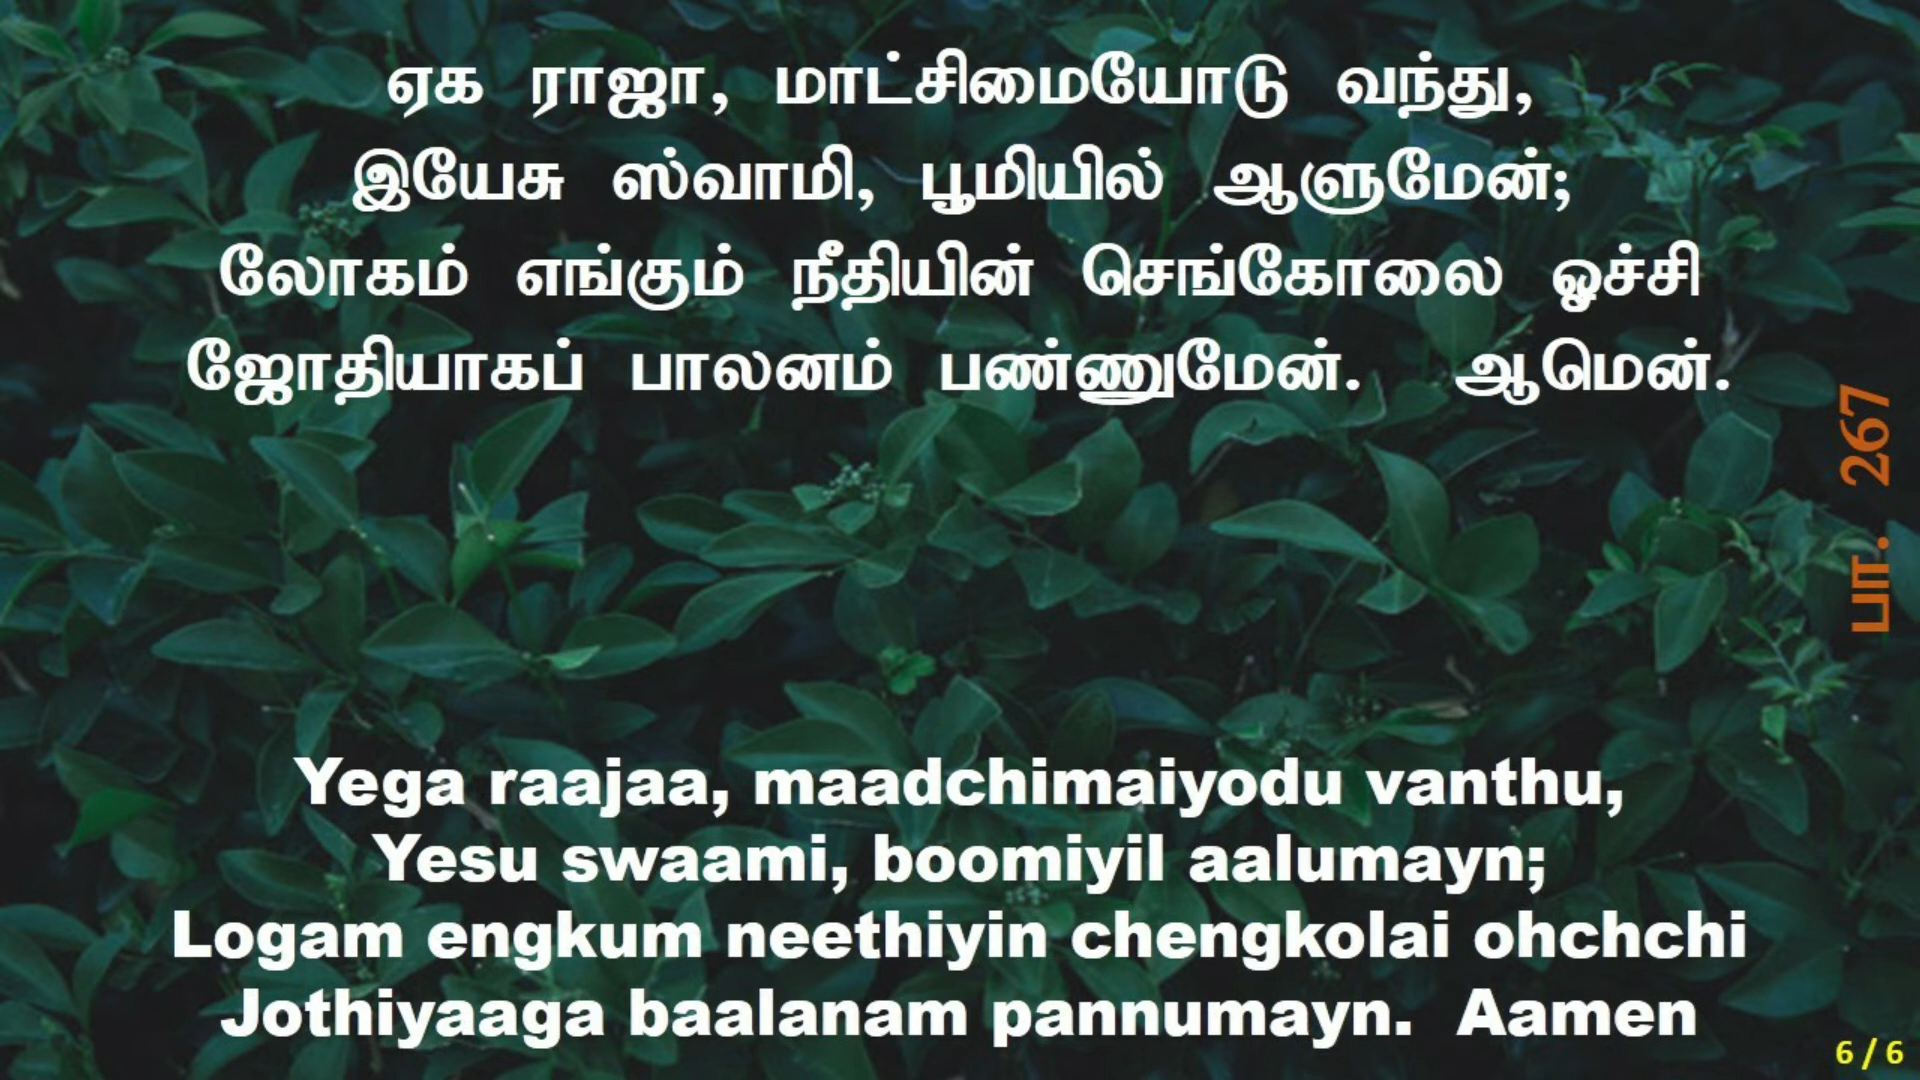 ஏக ராஜா, மாட்சிமையோடு வந்து,
இயேசு ஸ்வாமி, பூமியில் ஆளுமேன்;
லோகம் எங்கும் நீதியின் செங்கோலை ஓச்சி
ஜோதியாகப் பாலனம் பண்ணுமேன். ஆமென்.
பா. 267
Yega raajaa, maadchimaiyodu vanthu,
Yesu swaami, boomiyil aalumayn;
Logam engkum neethiyin chengkolai ohchchi
Jothiyaaga baalanam pannumayn. Aamen
6 / 6